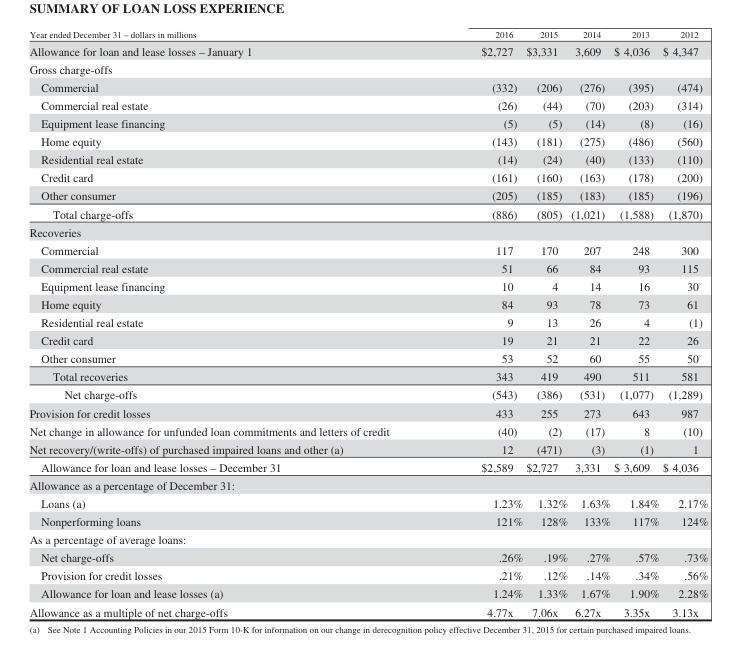 SUMMARY OF LOAN LOSS EXPERIENCE
Year ended December 31 – dollars in millions 2016 2015 2014 2013 2012
Allowance for loan and lease losses – January 1 $2,727 $3,331 3,609 $ 4,036 $ 4,347
Gross charge-offs
Commercial (332) (206) (276) (395) (474)
Commercial real estate (26) (44) (70) (203) (314)
Equipment lease financing (5) (5) (14) (8) (16)
Home equity (143) (181) (275) (486) (560)
Residential real estate (14) (24) (40) (133) (110)
Credit card (161) (160) (163) (178) (200)
Other consumer (205) (185) (183) (185) (196)
Total charge-offs (886) (805) (1,021) (1,588) (1,870)
Recoveries
Commercial 117 170 207 248 300
Commercial real estate 51 66 84 93 115
Equipment lease financing 10 4 14 16 30
Home equity 84 93 78 73 61
Residential real estate 9 13 26 4 (1)
Credit card 19 21 21 22 26
Other consumer 53 52 60 55 50
Total recoveries 343 419 490 511 581
Net charge-offs (543) (386) (531) (1,077) (1,289)
Provision for credit losses 433 255 273 643 987
Net change in allowance for unfunded loan commitments and letters of credit (40) (2) (17) 8 (10)
Net recovery/(write-offs) of purchased impaired loans and other (a) 12 (471) (3) (1) 1
Allowance for loan and lease losses – December 31 $2,589 $2,727 3,331 $ 3,609 $ 4,036
Allowance as a percentage of December 31:
Loans (a) 1.23% 1.32% 1.63% 1.84% 2.17%
Nonperforming loans 121% 128% 133% 117% 124%
As a percentage of average loans:
Net charge-offs .26% .19% .27% .57% .73%
Provision for credit losses .21% .12% .14% .34% .56%
Allowance for loan and lease losses (a) 1.24% 1.33% 1.67% 1.90% 2.28%
Allowance as a multiple of net charge-offs 4.77x 7.06x 6.27x 3.35x 3.13x
(a) See Note 1 Accounting Policies in our 2015 Form 10-K for information on our change in derecognition policy effective December 31, 2015 for certain purchased impaired loans.